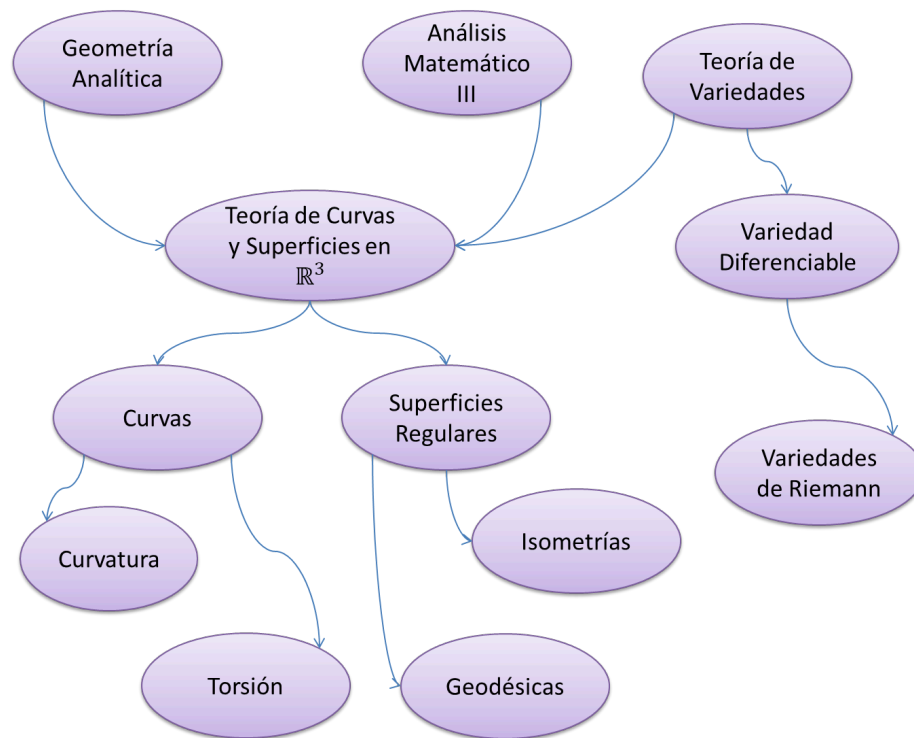 Geometría
Analítica
Análisis
Matemático
III
Teoría de
Variedades
Teoría de Curvas
y Superficies en
ℝ³
Variedad
Diferenciable
Curvas
Superficies
Regulares
Variedades
de Riemann
Curvatura
Isometrías
Torsión
Geodésicas